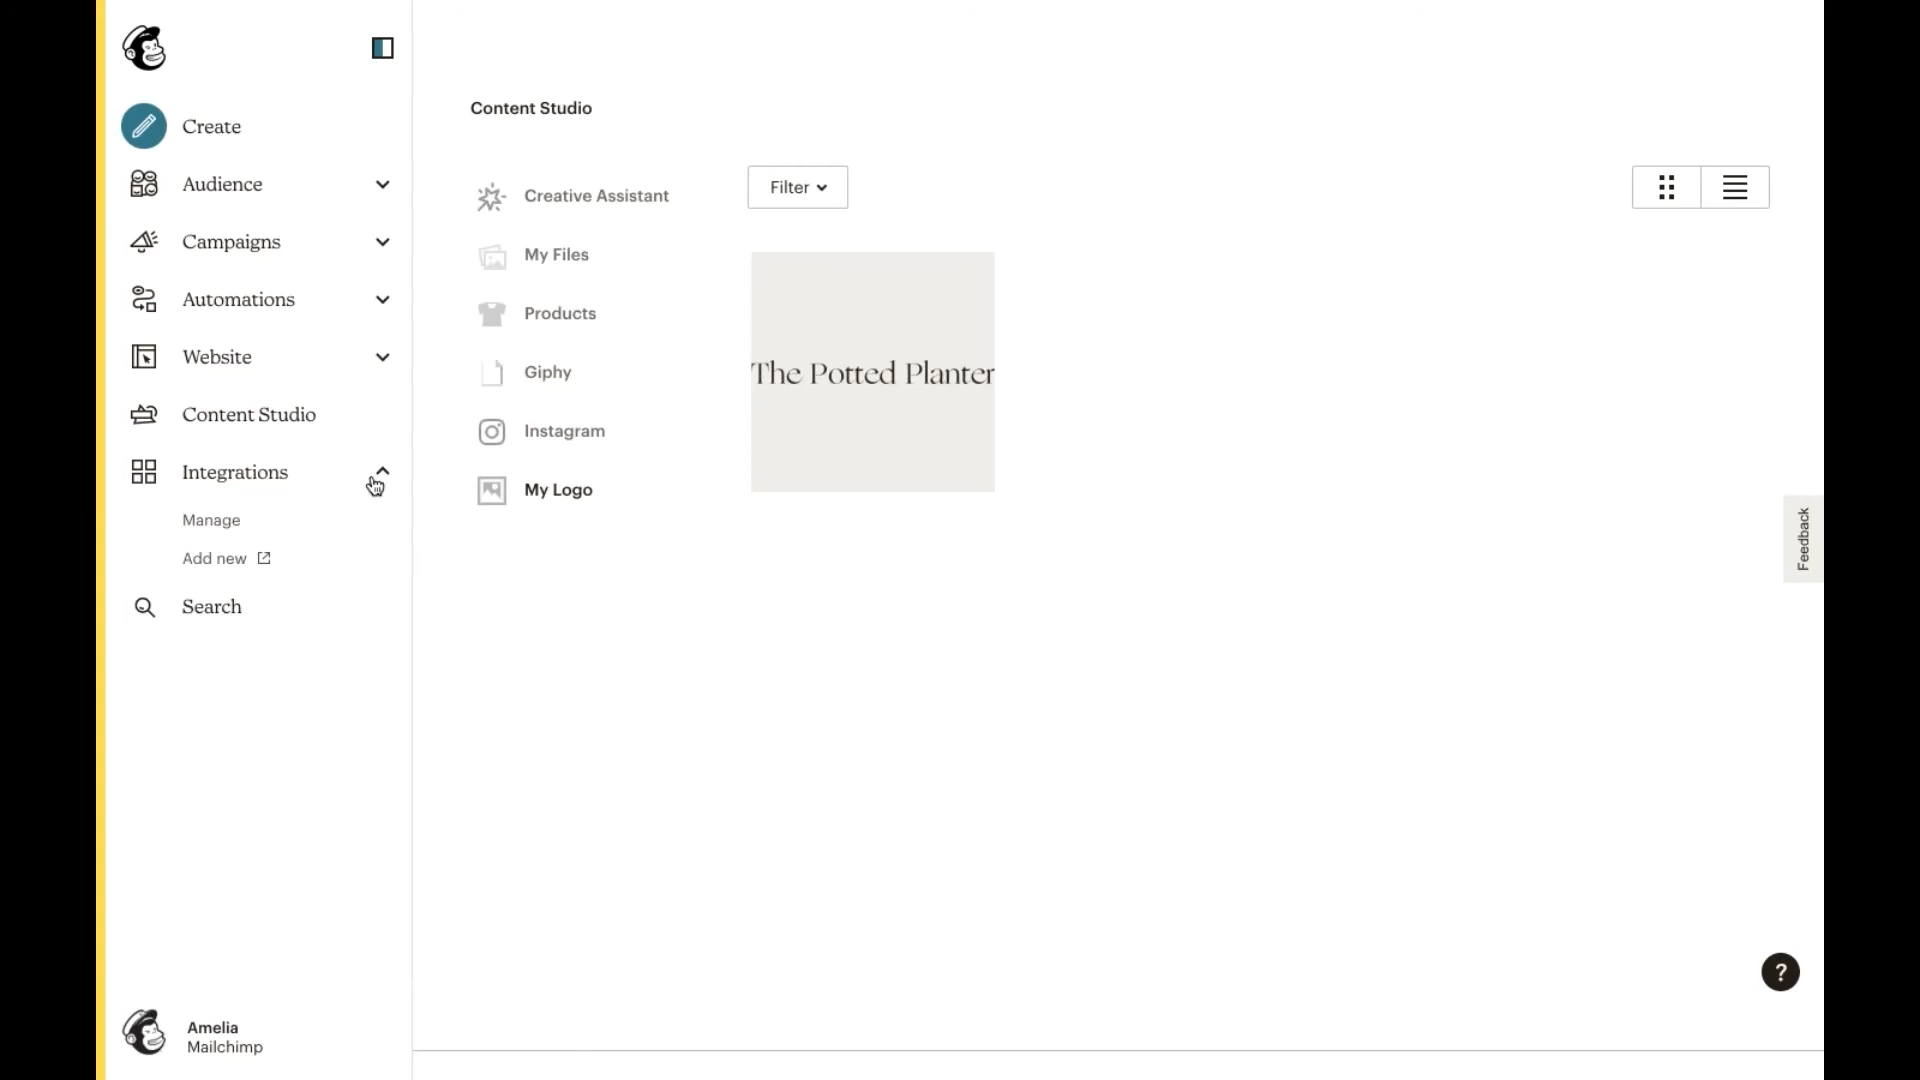 Create
Audience
Campaigns
Automations
Website
Content Studio
Integrations
Manage
Add new
Search
Amelia
Mailchimp
Content Studio
Creative Assistant
My Files
Products
Giphy
Instagram
My Logo
Filter
The Potted Planter
Feedback
?